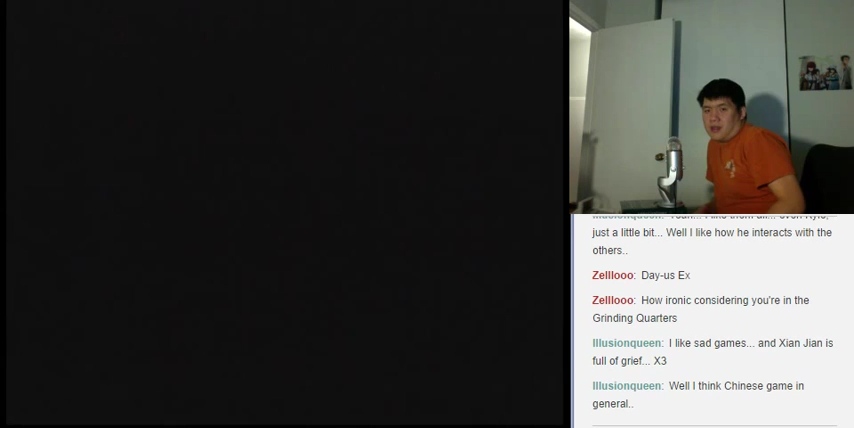 just a little bit... Well I like how he interacts with the
others..
Zelllooo: Day-us Ex
Zelllooo: How ironic considering you're in the
Grinding Quarters
Illusionqueen: I like sad games... and Xian Jian is
full of grief... X3
Illusionqueen: Well I think Chinese game in
general..